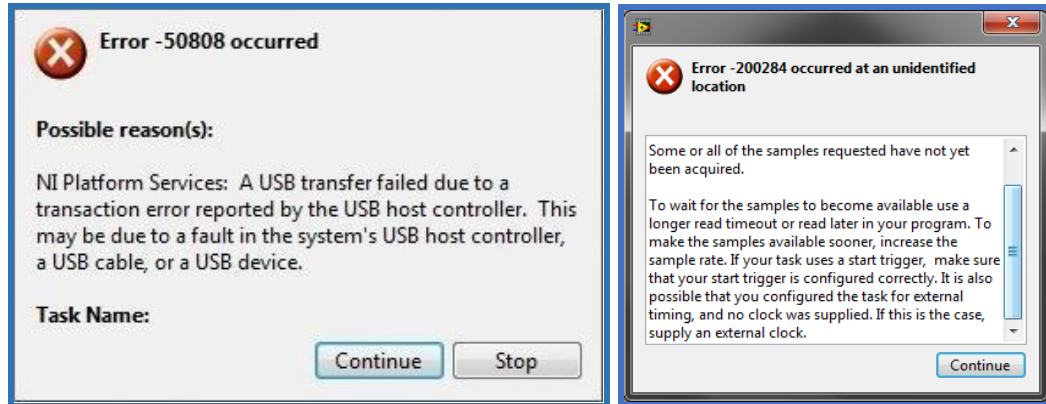 Error -50808 occurred
Possible reason(s):
NI Platform Services:  A USB transfer failed due to a
transaction error reported by the USB host controller.  This
may be due to a fault in the system's USB host controller,
a USB cable, or a USB device.
Task Name:
Continue
Stop
Error -200284 occurred at an unidentified
location
Some or all of the samples requested have not yet
been acquired.
To wait for the samples to become available use a
longer read timeout or read later in your program. To
make the samples available sooner, increase the
sample rate. If your task uses a start trigger,  make sure
that your start trigger is configured correctly. It is also
possible that you configured the task for external
timing, and no clock was supplied. If this is the case,
supply an external clock.
Continue